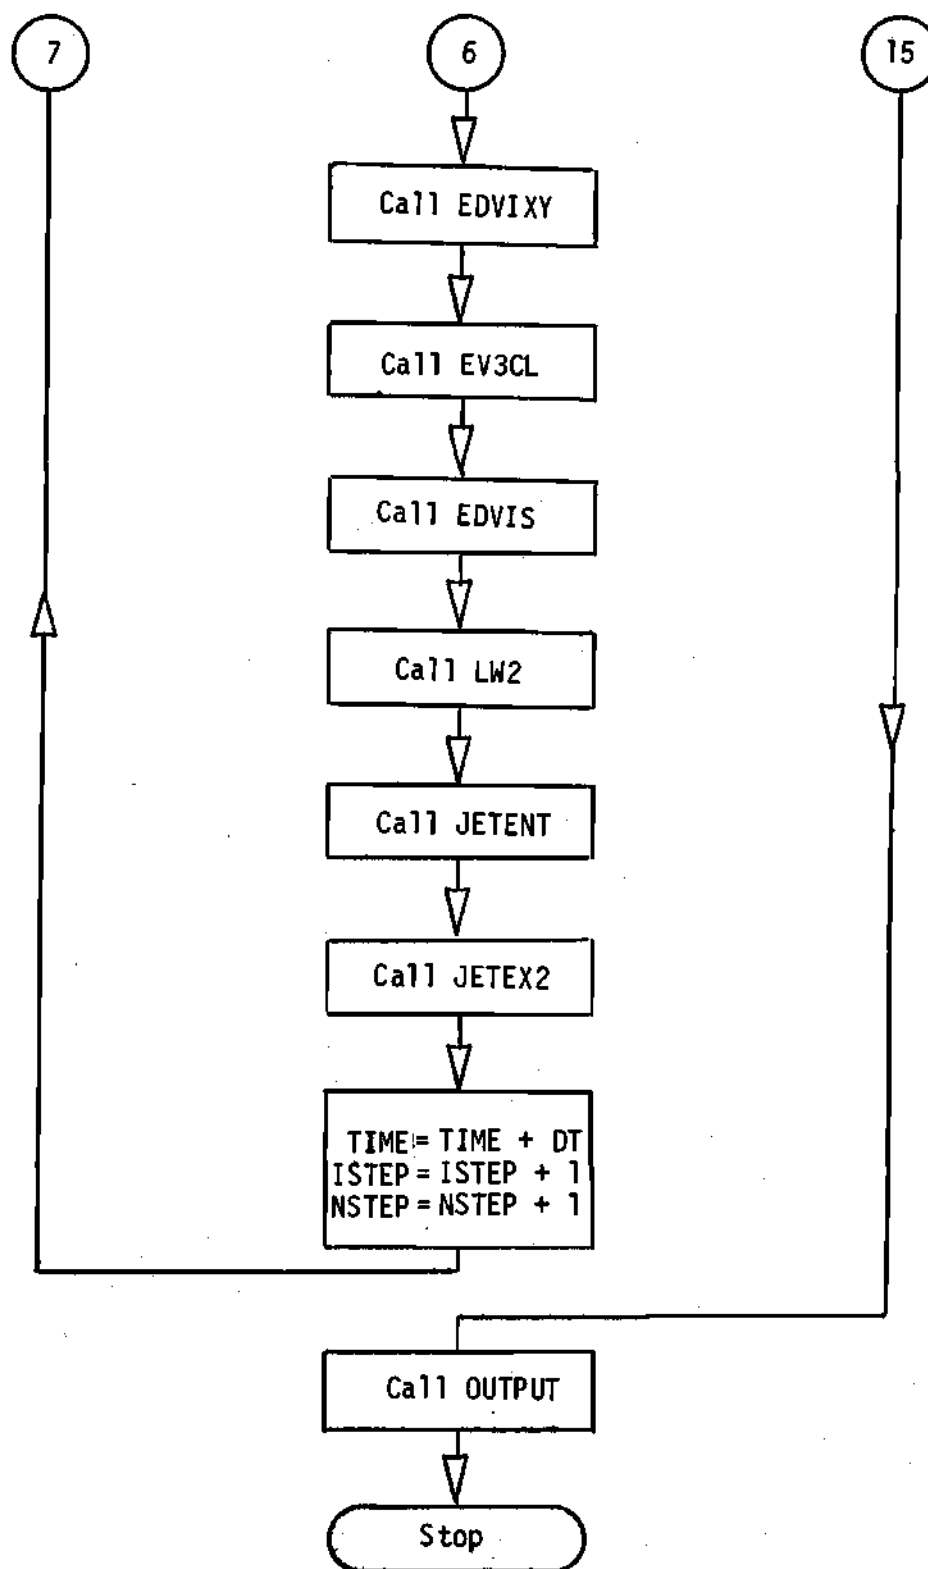 7
6
15
Call EDVIXY
Call EV3CL
Call EDVIS
Call LW2
Call JETENT
Call JETEX2
TIME = TIME + DT
ISTEP = ISTEP + 1
NSTEP = NSTEP + 1
Call OUTPUT
Stop